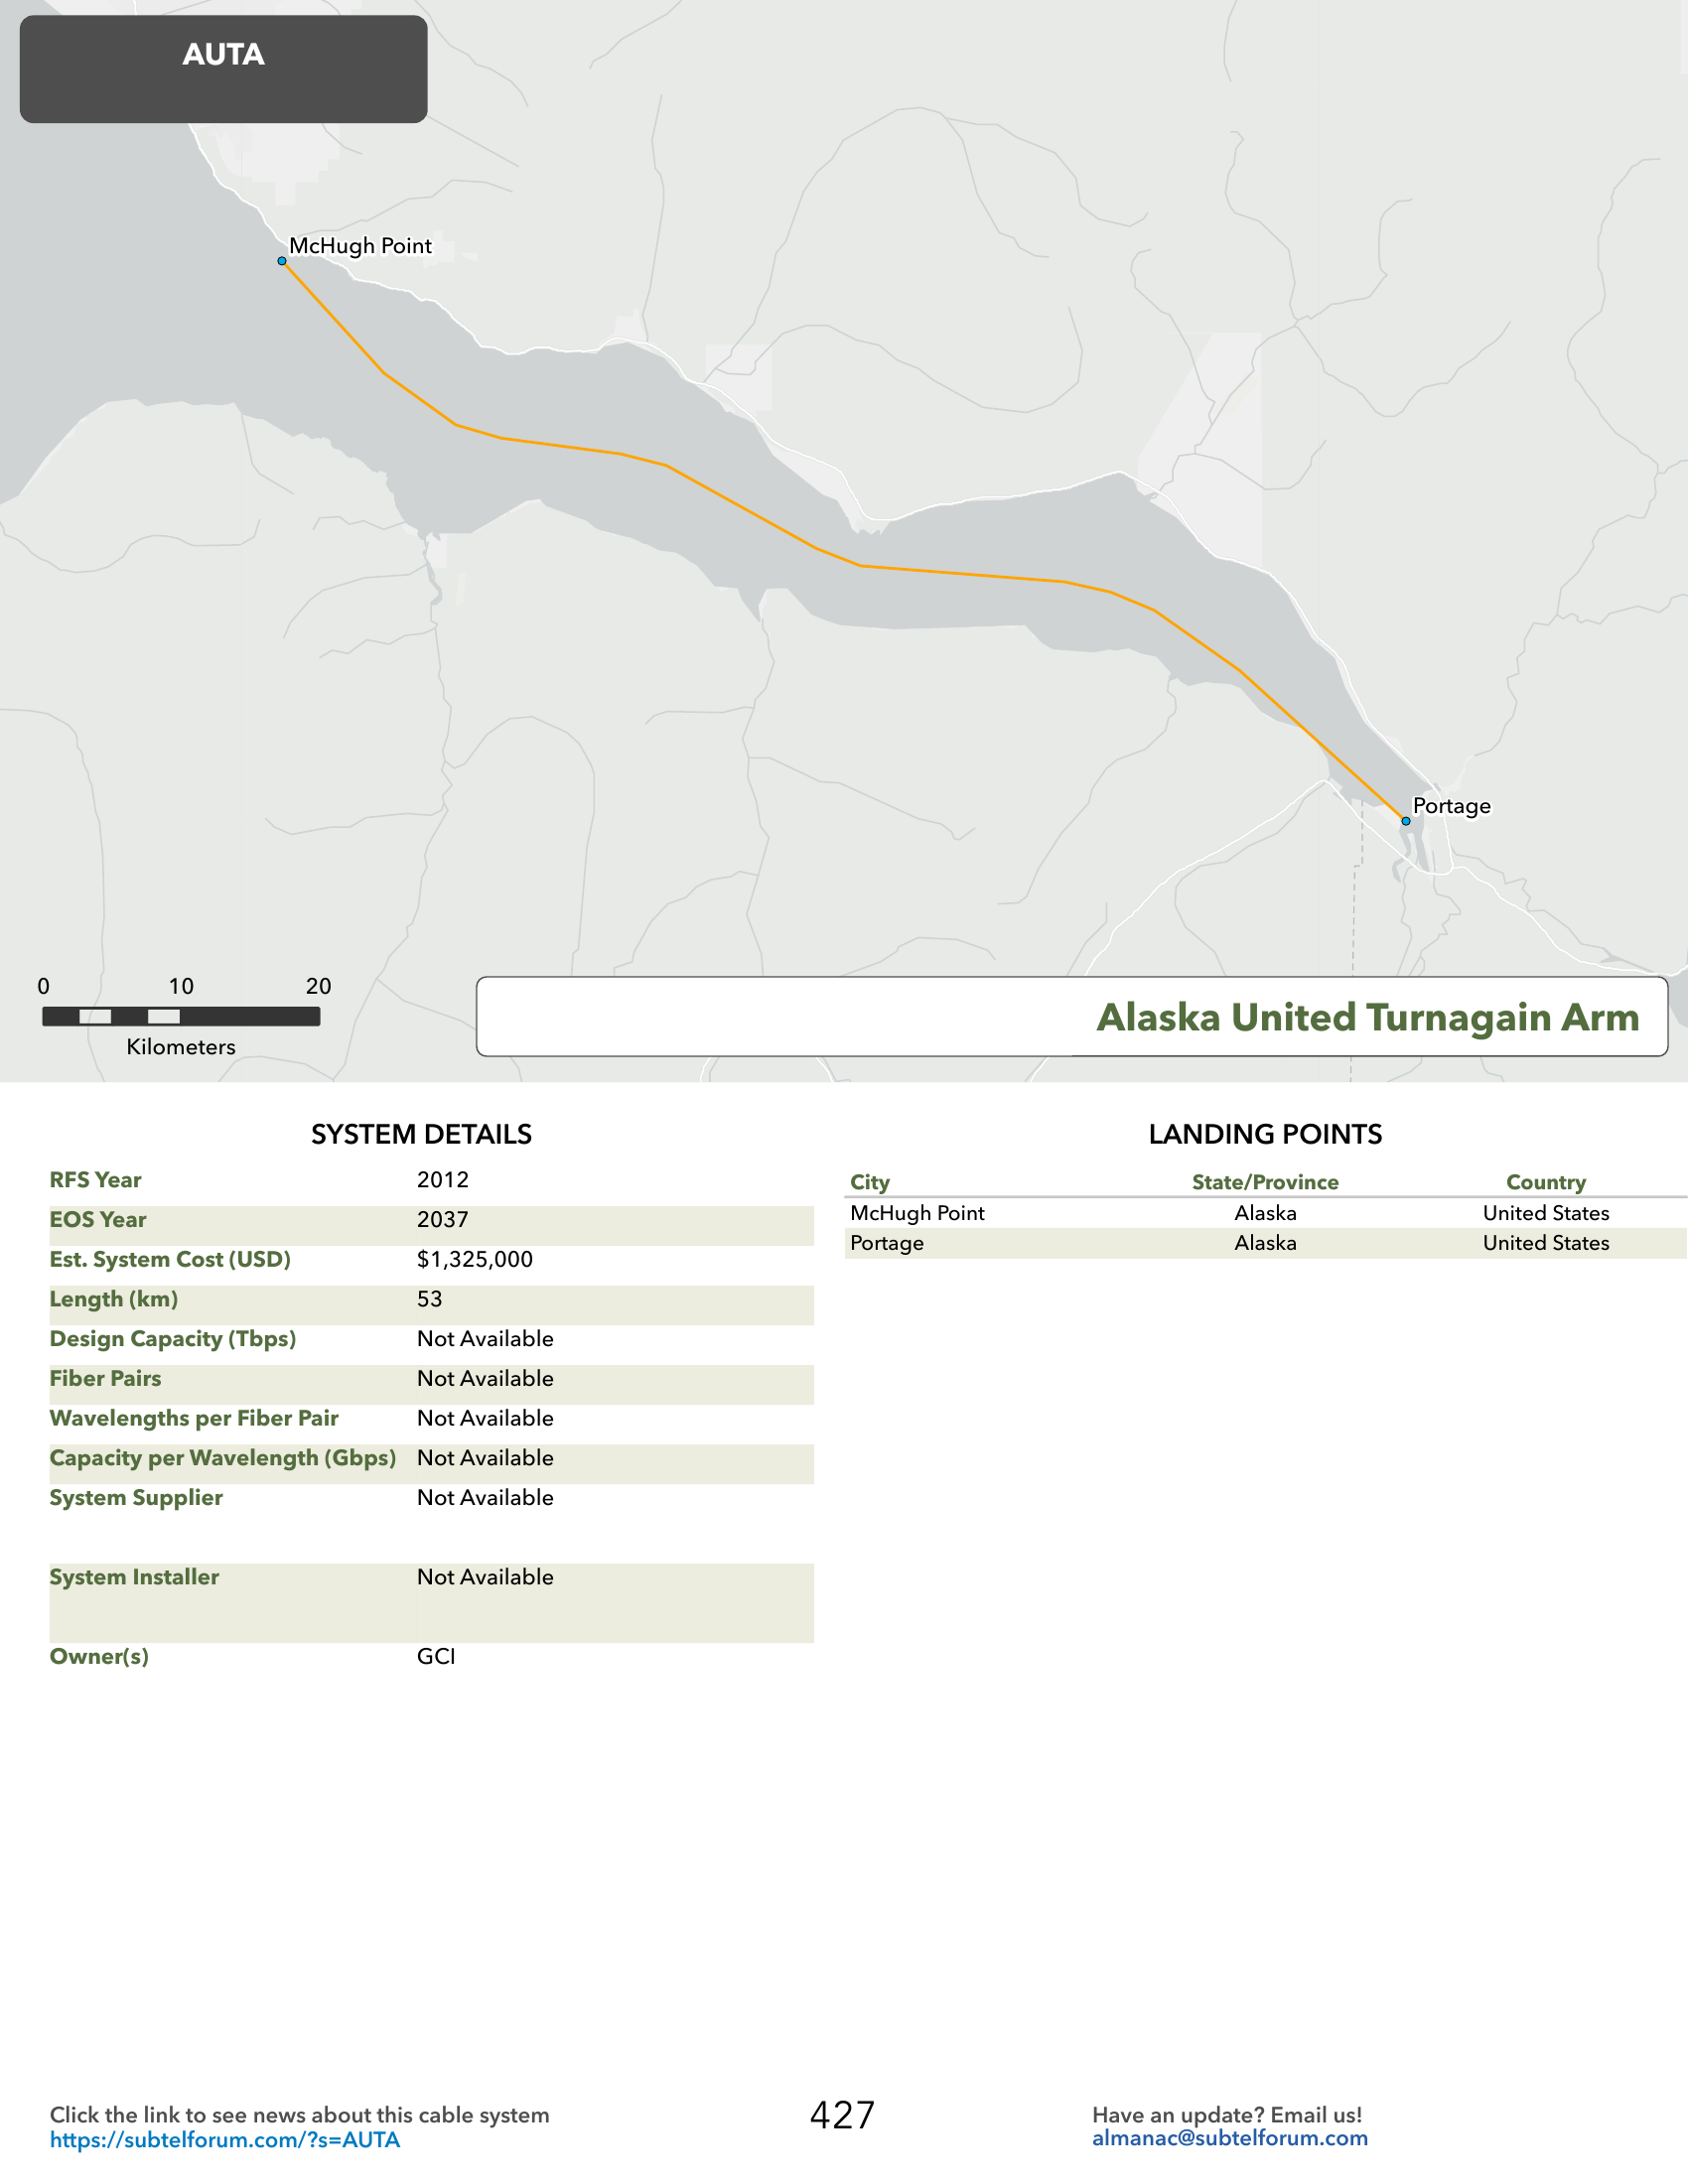 AUTA
McHugh Point
Portage
0 10 20
Kilometers
Alaska United Turnagain Arm
SYSTEM DETAILS
RFS Year 2012
EOS Year 2037
Est. System Cost (USD) $1,325,000
Length (km) 53
Design Capacity (Tbps) Not Available
Fiber Pairs Not Available
Wavelengths per Fiber Pair Not Available
Capacity per Wavelength (Gbps) Not Available
System Supplier Not Available
System Installer Not Available
Owner(s) GCI
LANDING POINTS
City State/Province Country
McHugh Point Alaska United States
Portage Alaska United States
Click the link to see news about this cable system
https://subtelforum.com/?s=AUTA
427
Have an update? Email us!
almanac@subtelforum.com